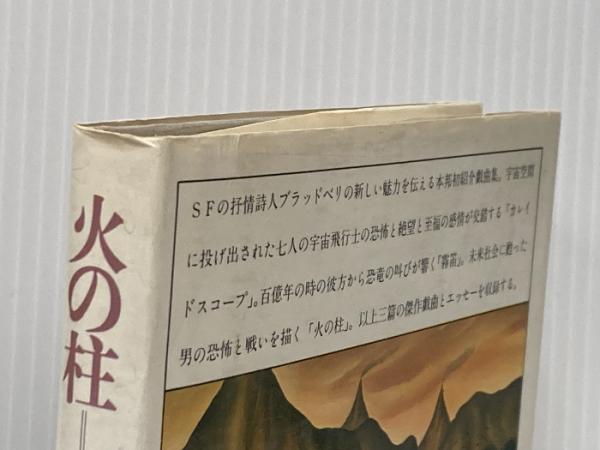 火の柱
SFの抒情詩人ブラッドベリの新しい魅力を伝える本邦初紹介戯曲集。宇宙空間
に投げ出された七人の宇宙飛行士の恐怖と絶望と至福の感情が交錯する「カレイ
ドスコープ」。百億年の時の彼方から恐竜の叫びが響く「霧笛」。未来社会に甦った
男の恐怖と戦いを描く「火の柱」。以上三篇の傑作戯曲とエッセーを収録する。